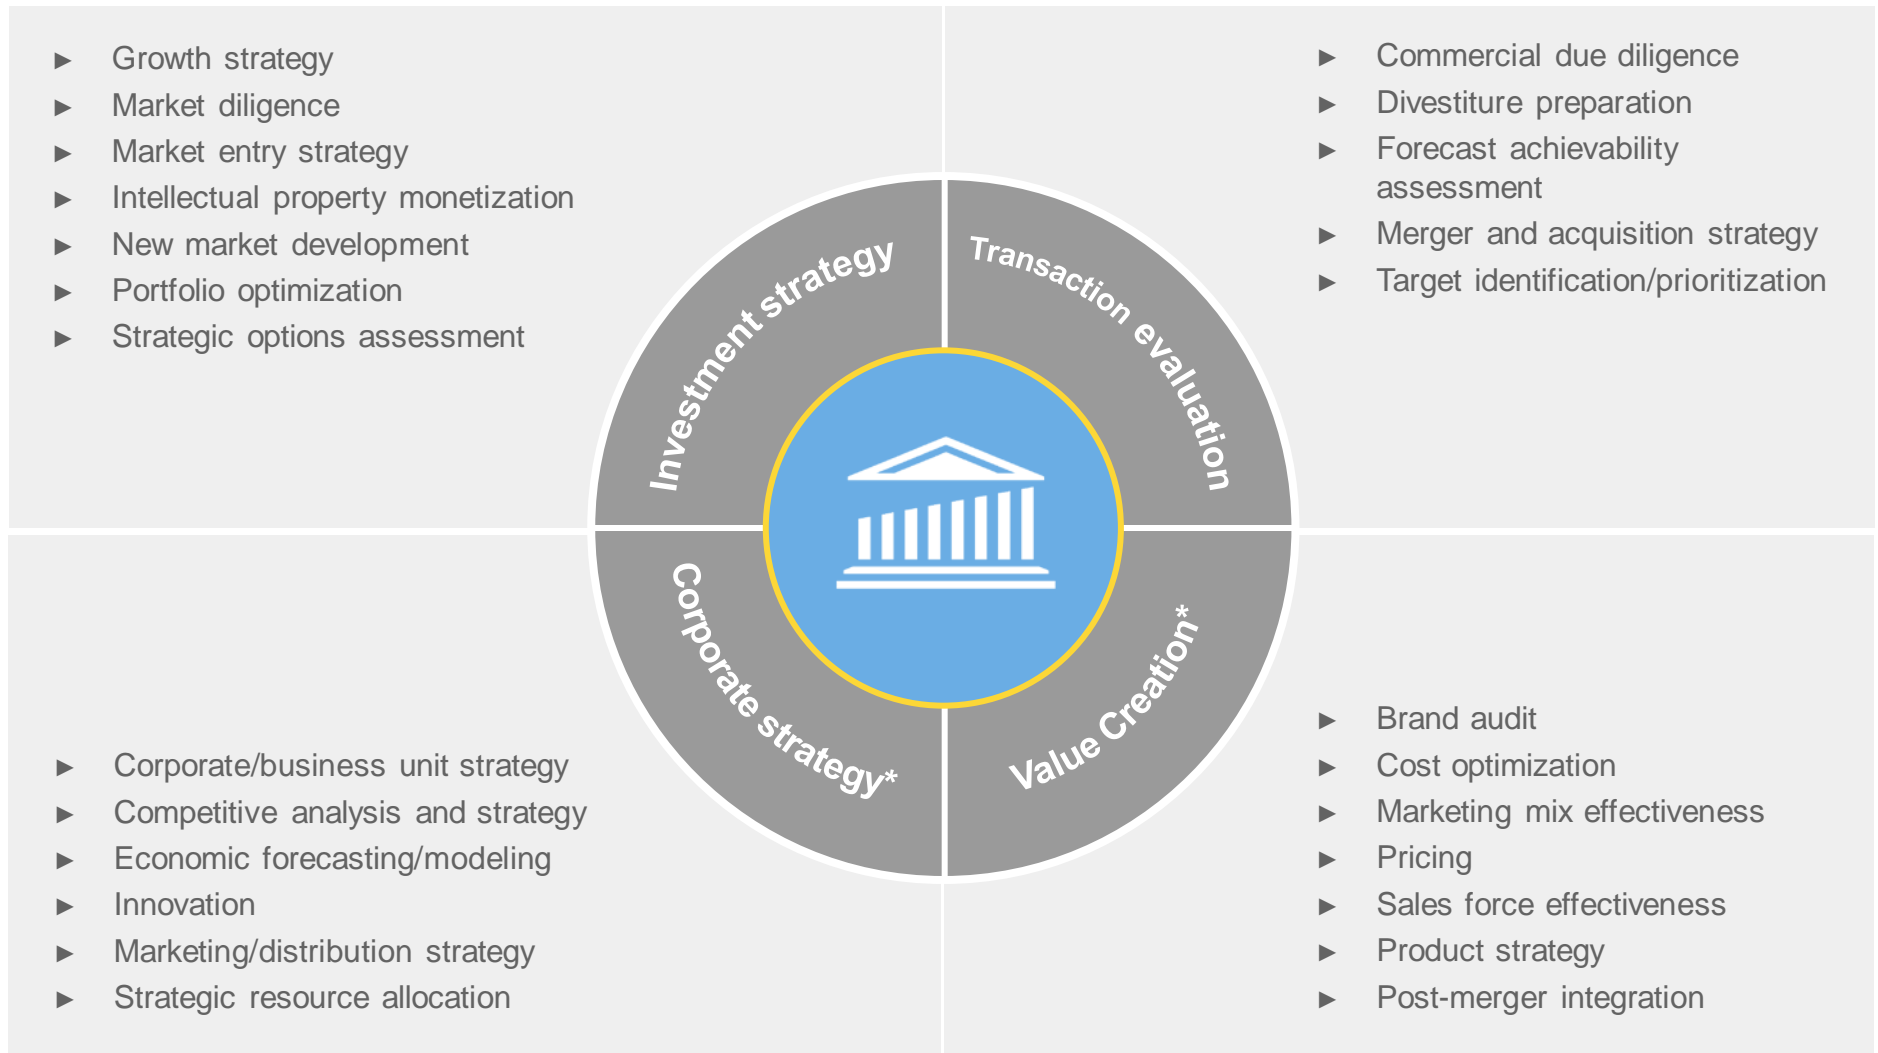 ► Growth strategy
► Market diligence
► Market entry strategy
► Intellectual property monetization
► New market development
► Portfolio optimization
► Strategic options assessment
► Commercial due diligence
► Divestiture preparation
► Forecast achievability
assessment
► Merger and acquisition strategy
► Target identification/prioritization
Investment strategy
Transaction evaluation
Corporate strategy*
Value Creation*
► Corporate/business unit strategy
► Competitive analysis and strategy
► Economic forecasting/modeling
► Innovation
► Marketing/distribution strategy
► Strategic resource allocation
► Brand audit
► Cost optimization
► Marketing mix effectiveness
► Pricing
► Sales force effectiveness
► Product strategy
► Post-merger integration